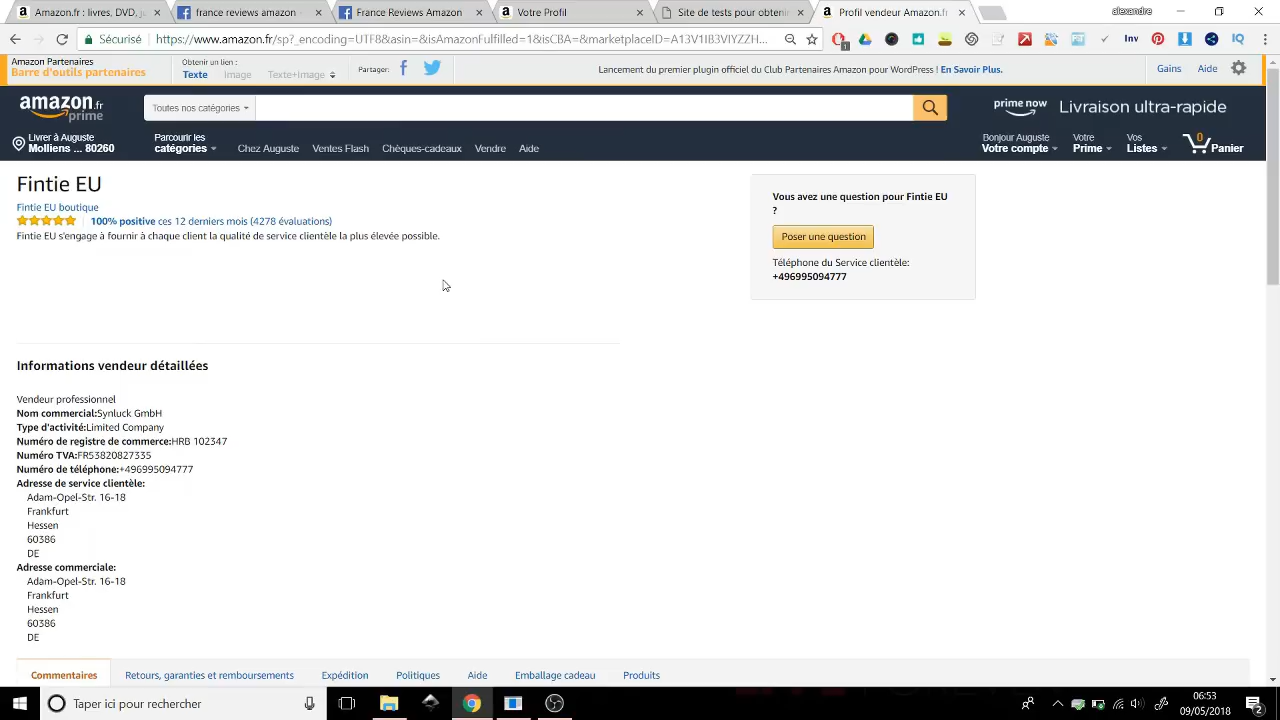 Amazon.fr : livres, DVD, ju
france reviews amazon -
France Reviews Amazon
Votre Profil
Site de tests pour obtenir
Profil vendeur Amazon.fr
alexandre
Sécurisé
https://www.amazon.fr/sp?_encoding=UTF8&asin=&isAmazonFulfilled=1&isCBA=&marketplaceID=A13V1IB3VIYZZH...
1
Inv
IQ
Amazon Partenaires
Barre d'outils partenaires
Obtenir un lien :
Texte
Image
Texte+Image
Partager:
Lancement du premier plugin officiel du Club Partenaires Amazon pour WordPress ! En Savoir Plus.
Gains
Aide
amazon.fr
prime
Toutes nos catégories
prime now
Livraison ultra-rapide
Livrer à Auguste
Molliens ... 80260
Parcourir les
catégories
Chez Auguste
Ventes Flash
Chèques-cadeaux
Vendre
Aide
Bonjour Auguste
Votre compte
Votre
Prime
Vos
Listes
0
Panier
Fintie EU
Fintie EU boutique
100% positive ces 12 derniers mois (4278 évaluations)
Fintie EU s'engage à fournir à chaque client la qualité de service clientèle la plus élevée possible.
Vous avez une question pour Fintie EU
?
Poser une question
Téléphone du Service clientèle:
+496995094777
Informations vendeur détaillées
Vendeur professionnel
Nom commercial:Synluck GmbH
Type d'activité:Limited Company
Numéro de registre de commerce:HRB 102347
Numéro TVA:FR53820827335
Numéro de téléphone:+496995094777
Adresse de service clientèle:
Adam-Opel-Str. 16-18
Frankfurt
Hessen
60386
DE
Adresse commerciale:
Adam-Opel-Str. 16-18
Frankfurt
Hessen
60386
DE
Commentaires
Retours, garanties et remboursements
Expédition
Politiques
Aide
Emballage cadeau
Produits
Taper ici pour rechercher
06:53
09/05/2018
2